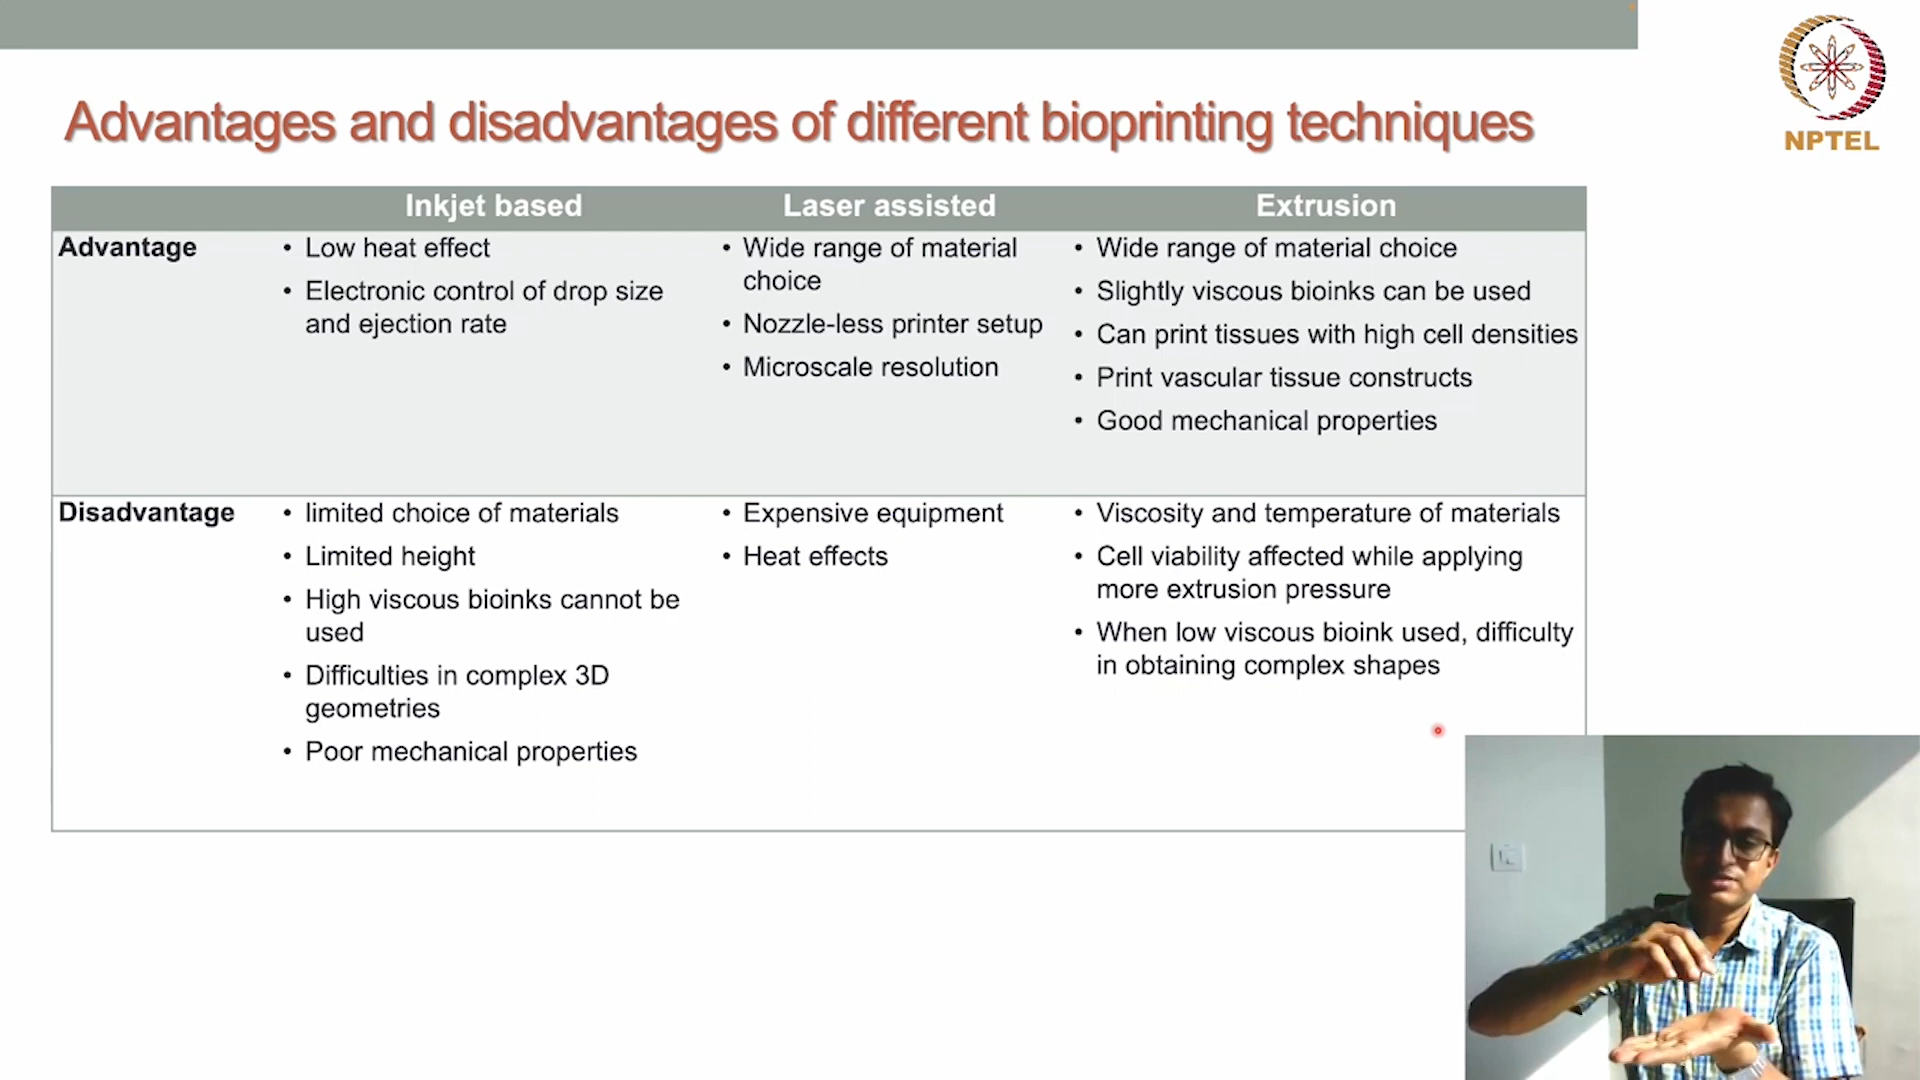 NPTEL
Advantages and disadvantages of different bioprinting techniques
Inkjet based
Laser assisted
Extrusion
Advantage
• Low heat effect
• Electronic control of drop size
and ejection rate
• Wide range of material
choice
• Nozzle-less printer setup
• Microscale resolution
• Wide range of material choice
• Slightly viscous bioinks can be used
• Can print tissues with high cell densities
• Print vascular tissue constructs
• Good mechanical properties
Disadvantage
• limited choice of materials
• Limited height
• High viscous bioinks cannot be
used
• Difficulties in complex 3D
geometries
• Poor mechanical properties
• Expensive equipment
• Heat effects
• Viscosity and temperature of materials
• Cell viability affected while applying
more extrusion pressure
• When low viscous bioink used, difficulty
in obtaining complex shapes